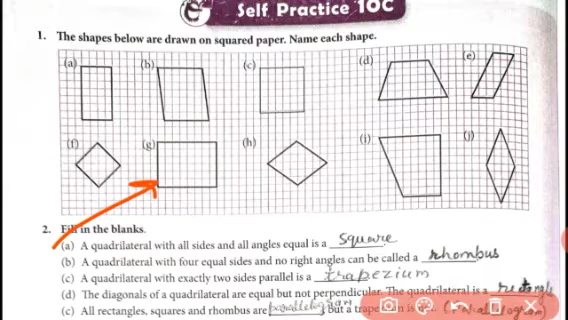 Self Practice 10C
1. The shapes below are drawn on squared paper. Name each shape.
(a) (b) (c) (d) (e)
(f) (g) (h) (i) (j)
2. Fill in the blanks.
(a) A quadrilateral with all sides and all angles equal is a square
(b) A quadrilateral with four equal sides and no right angles can be called a rhombus
(c) A quadrilateral with exactly two sides parallel is a trapezium
(d) The diagonals of a quadrilateral are equal but not perpendicular. The quadrilateral is a rectangle
(c) All rectangles, squares and rhombus are parallelogram but a